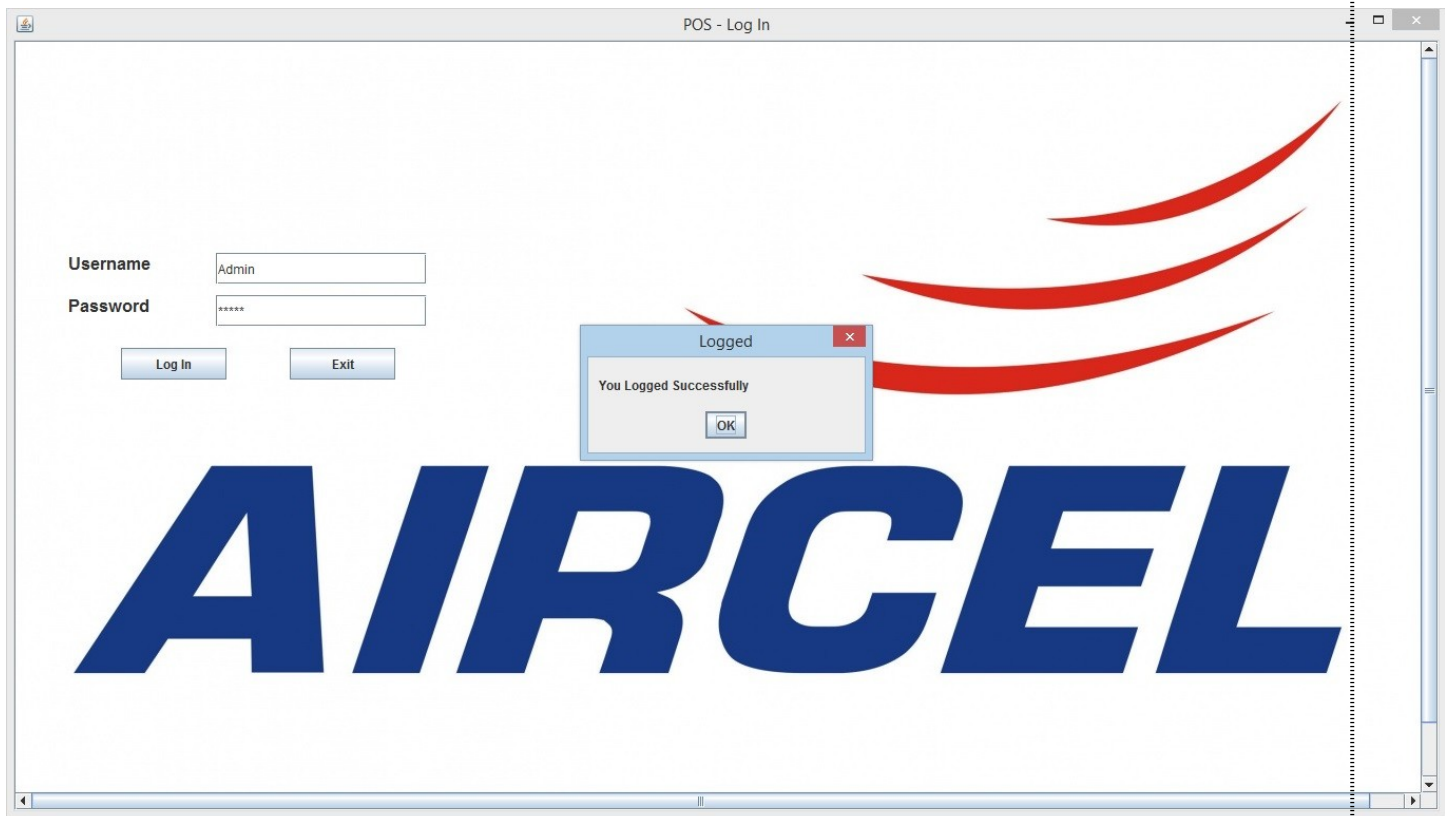 POS - Log In
Username
Admin
Password
*****
Log In
Exit
Logged
You Logged Successfully
OK
AIRCEL